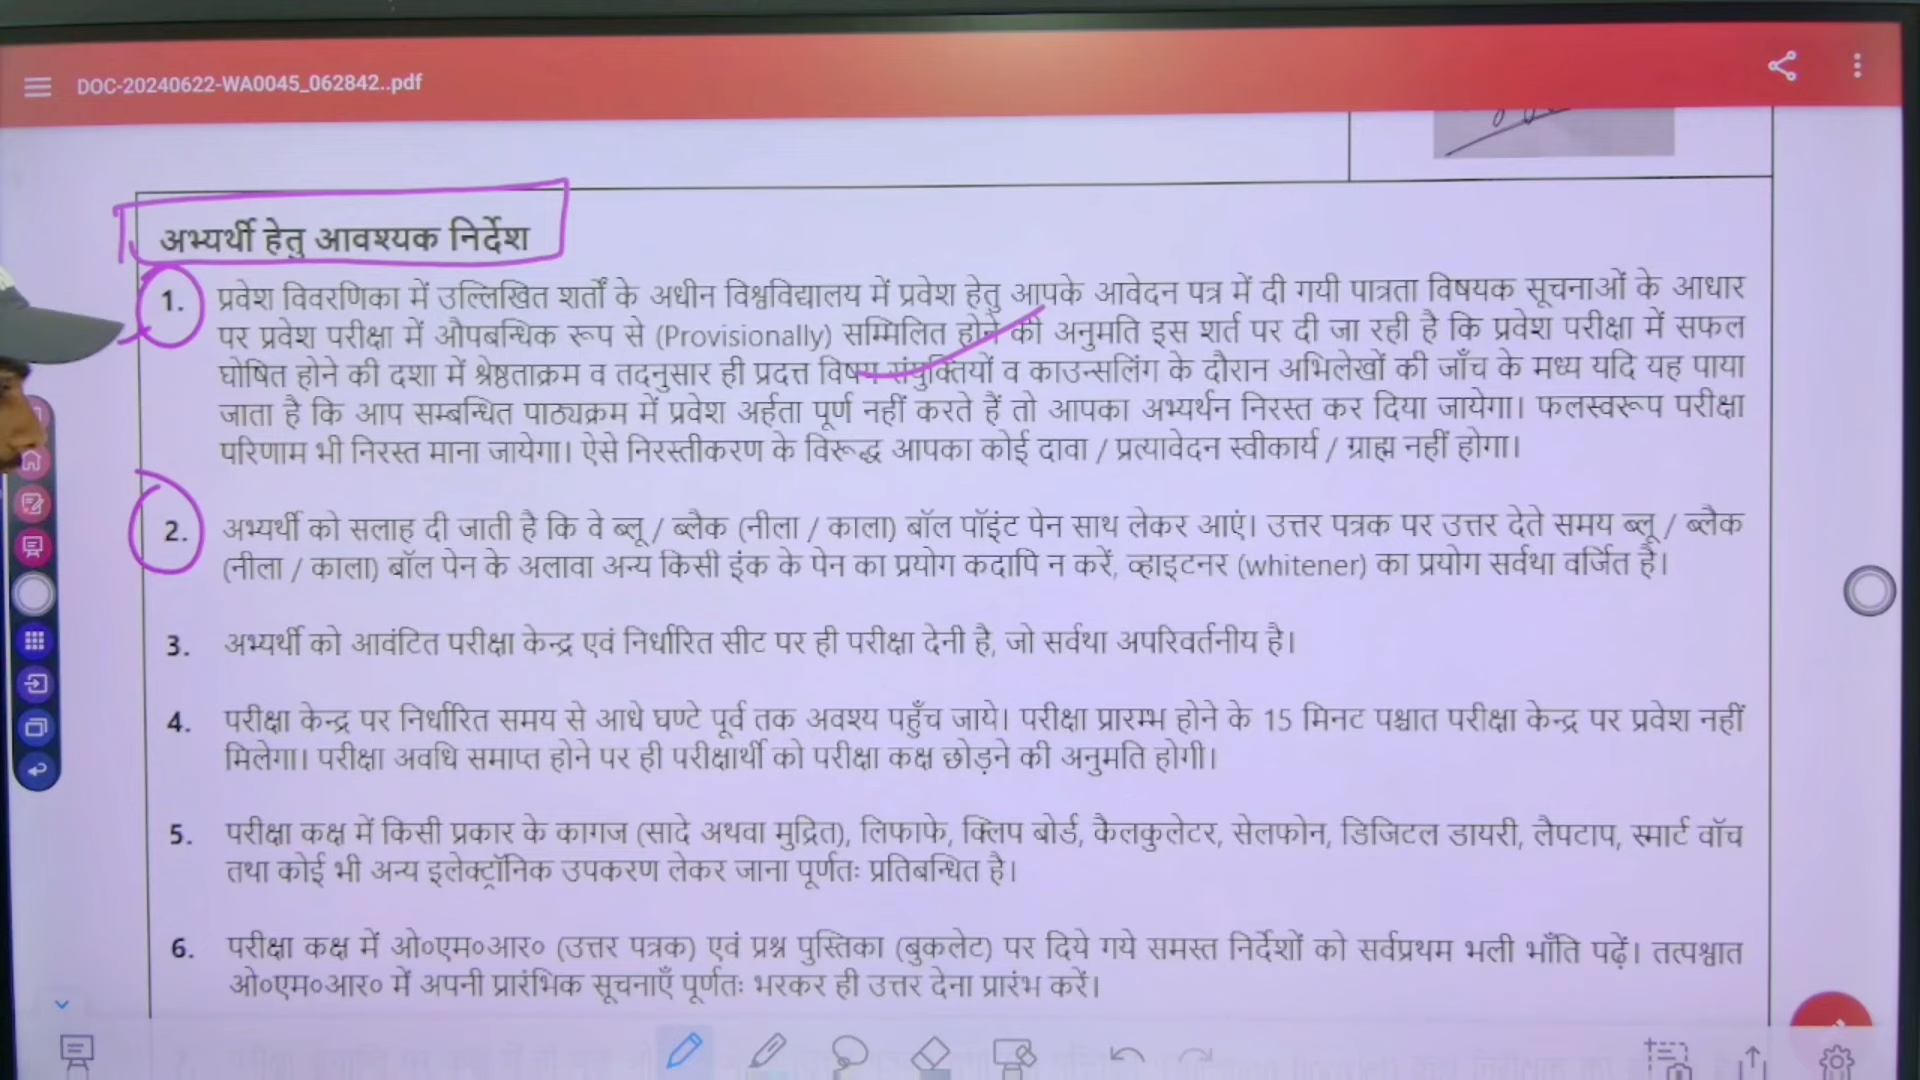 DOC-20240622-WA0045_062842..pdf
अभ्यर्थी हेतु आवश्यक निर्देश
1. प्रवेश विवरणिका में उल्लिखित शर्तों के अधीन विश्वविद्यालय में प्रवेश हेतु आपके आवेदन पत्र में दी गयी पात्रता विषयक सूचनाओं के आधार
पर प्रवेश परीक्षा में औपबन्धिक रूप से (Provisionally) सम्मिलित होने की अनुमति इस शर्त पर दी जा रही है कि प्रवेश परीक्षा में सफल
घोषित होने की दशा में श्रेष्ठताक्रम व तदनुसार ही प्रदत्त विषय संयुक्तियों व काउन्सलिंग के दौरान अभिलेखों की जाँच के मध्य यदि यह पाया
जाता है कि आप सम्बन्धित पाठ्यक्रम में प्रवेश अर्हता पूर्ण नहीं करते हैं तो आपका अभ्यर्थन निरस्त कर दिया जायेगा। फलस्वरूप परीक्षा
परिणाम भी निरस्त माना जायेगा। ऐसे निरस्तीकरण के विरूद्ध आपका कोई दावा / प्रत्यावेदन स्वीकार्य / ग्राह्य नहीं होगा।
2. अभ्यर्थी को सलाह दी जाती है कि वे ब्लू / ब्लैक (नीला / काला) बॉल पॉइंट पेन साथ लेकर आएं। उत्तर पत्रक पर उत्तर देते समय ब्लू / ब्लैक
(नीला / काला) बॉल पेन के अलावा अन्य किसी इंक के पेन का प्रयोग कदापि न करें, व्हाइटनर (whitener) का प्रयोग सर्वथा वर्जित है।
3. अभ्यर्थी को आवंटित परीक्षा केन्द्र एवं निर्धारित सीट पर ही परीक्षा देनी है, जो सर्वथा अपरिवर्तनीय है।
4. परीक्षा केन्द्र पर निर्धारित समय से आधे घण्टे पूर्व तक अवश्य पहुँच जाये। परीक्षा प्रारम्भ होने के 15 मिनट पश्चात परीक्षा केन्द्र पर प्रवेश नहीं
मिलेगा। परीक्षा अवधि समाप्त होने पर ही परीक्षार्थी को परीक्षा कक्ष छोड़ने की अनुमति होगी।
5. परीक्षा कक्ष में किसी प्रकार के कागज (सादे अथवा मुद्रित), लिफाफे, क्लिप बोर्ड, कैलकुलेटर, सेलफोन, डिजिटल डायरी, लैपटाप, स्मार्ट वॉच
तथा कोई भी अन्य इलेक्ट्रॉनिक उपकरण लेकर जाना पूर्णतः प्रतिबन्धित है।
6. परीक्षा कक्ष में ओ०एम०आर० (उत्तर पत्रक) एवं प्रश्न पुस्तिका (बुकलेट) पर दिये गये समस्त निर्देशों को सर्वप्रथम भली भाँति पढ़ें। तत्पश्चात
ओ०एम०आर० में अपनी प्रारंभिक सूचनाएँ पूर्णतः भरकर ही उत्तर देना प्रारंभ करें।